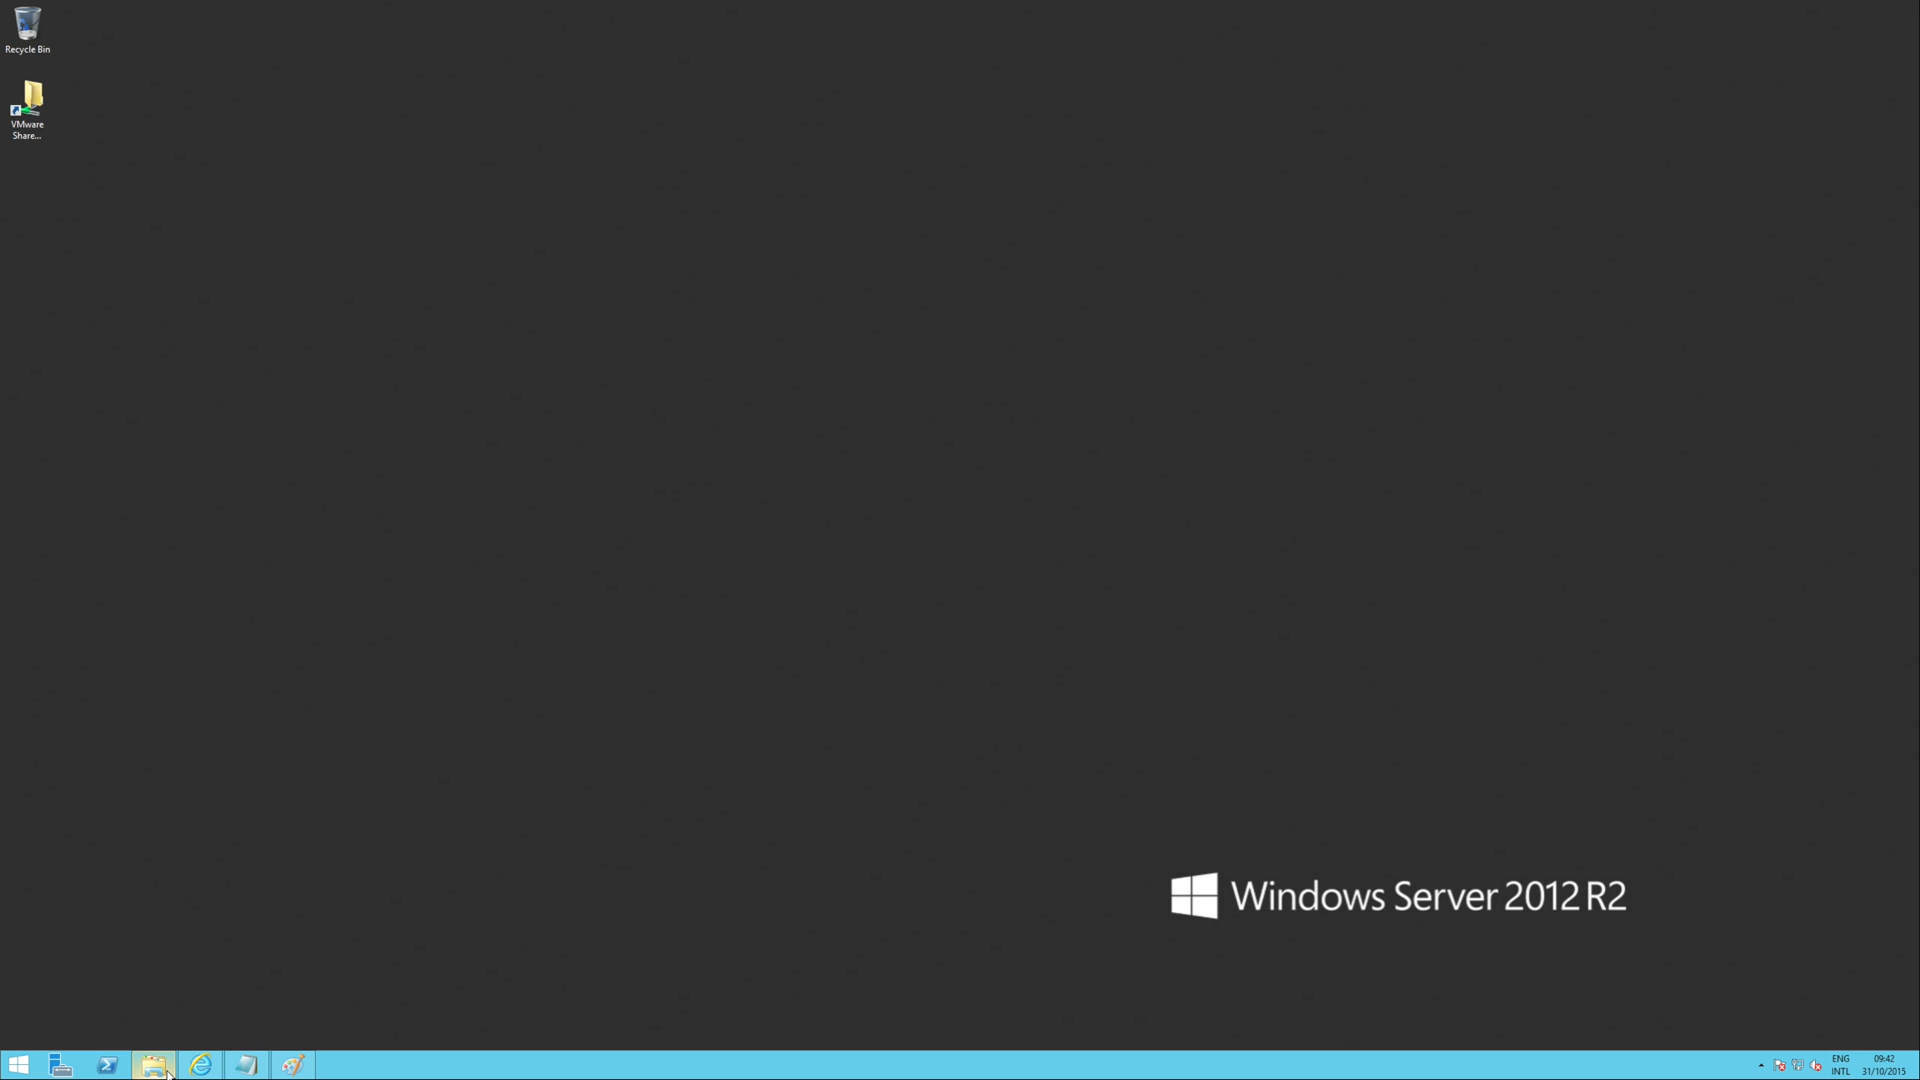 Recycle Bin
VMware
Share...
Windows Server 2012 R2
ENG
INTL
09:42
31/10/2015